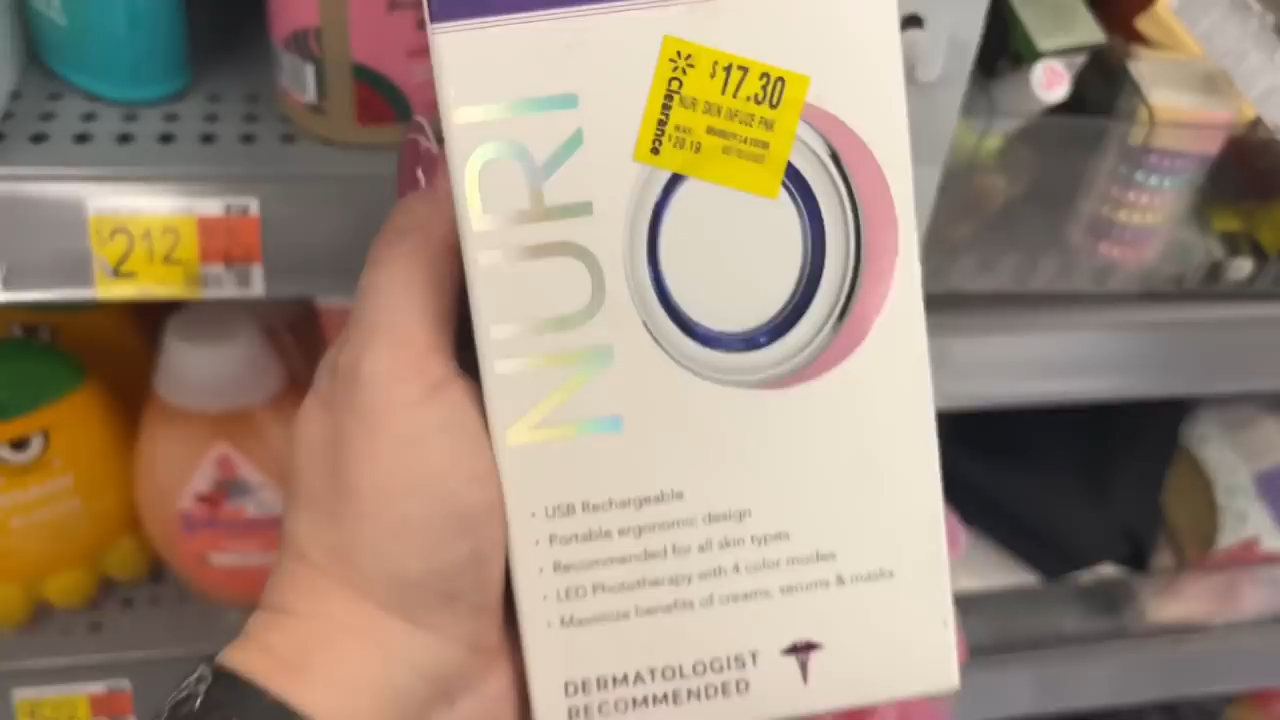 $17.30
NURI SKIN INFUZE PNK
WAS:
$20.19
Clearance
NURI
$2.12
• USB Rechargeable
• Portable ergonomic design
• Recommended for all skin types
• LED Phototherapy with 4 color modes
• Maximize benefits of creams, serums & masks
DERMATOLOGIST
RECOMMENDED